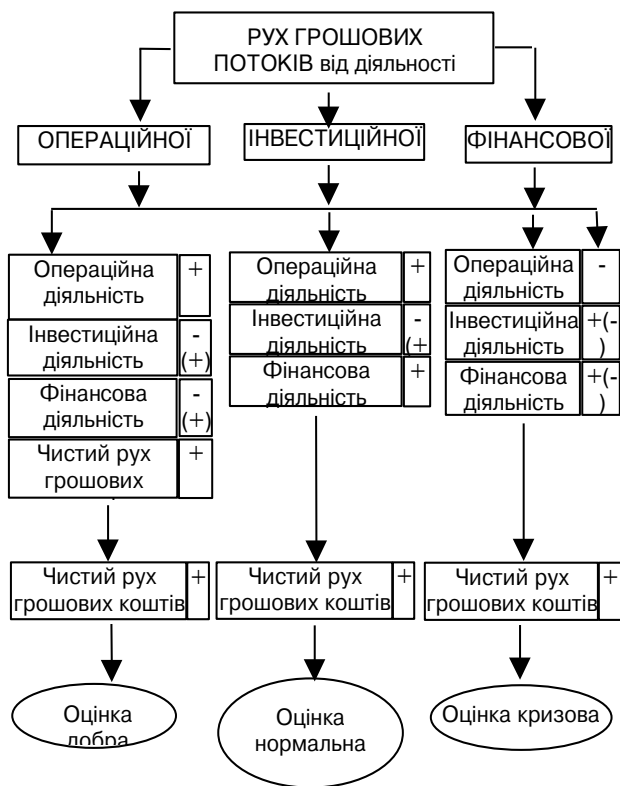 РУХ ГРОШОВИХ
ПОТОКІВ від діяльності
ОПЕРАЦІЙНОЇ
ІНВЕСТИЦІЙНОЇ
ФІНАНСОВОЇ
Операційна +
діяльність
Інвестиційна -
діяльність (+)
Фінансова -
діяльність (+)
Чистий рух +
грошових
Чистий рух +
грошових коштів
Оцінка
добра
Операційна +
діяльність
Інвестиційна -
діяльність (+
Фінансова +
діяльність
Чистий рух +
грошових коштів
Оцінка
нормальна
Операційна -
діяльність
Інвестиційна +(-
діяльність )
Фінансова +(-
діяльність )
Чистий рух +
грошових коштів
Оцінка кризова